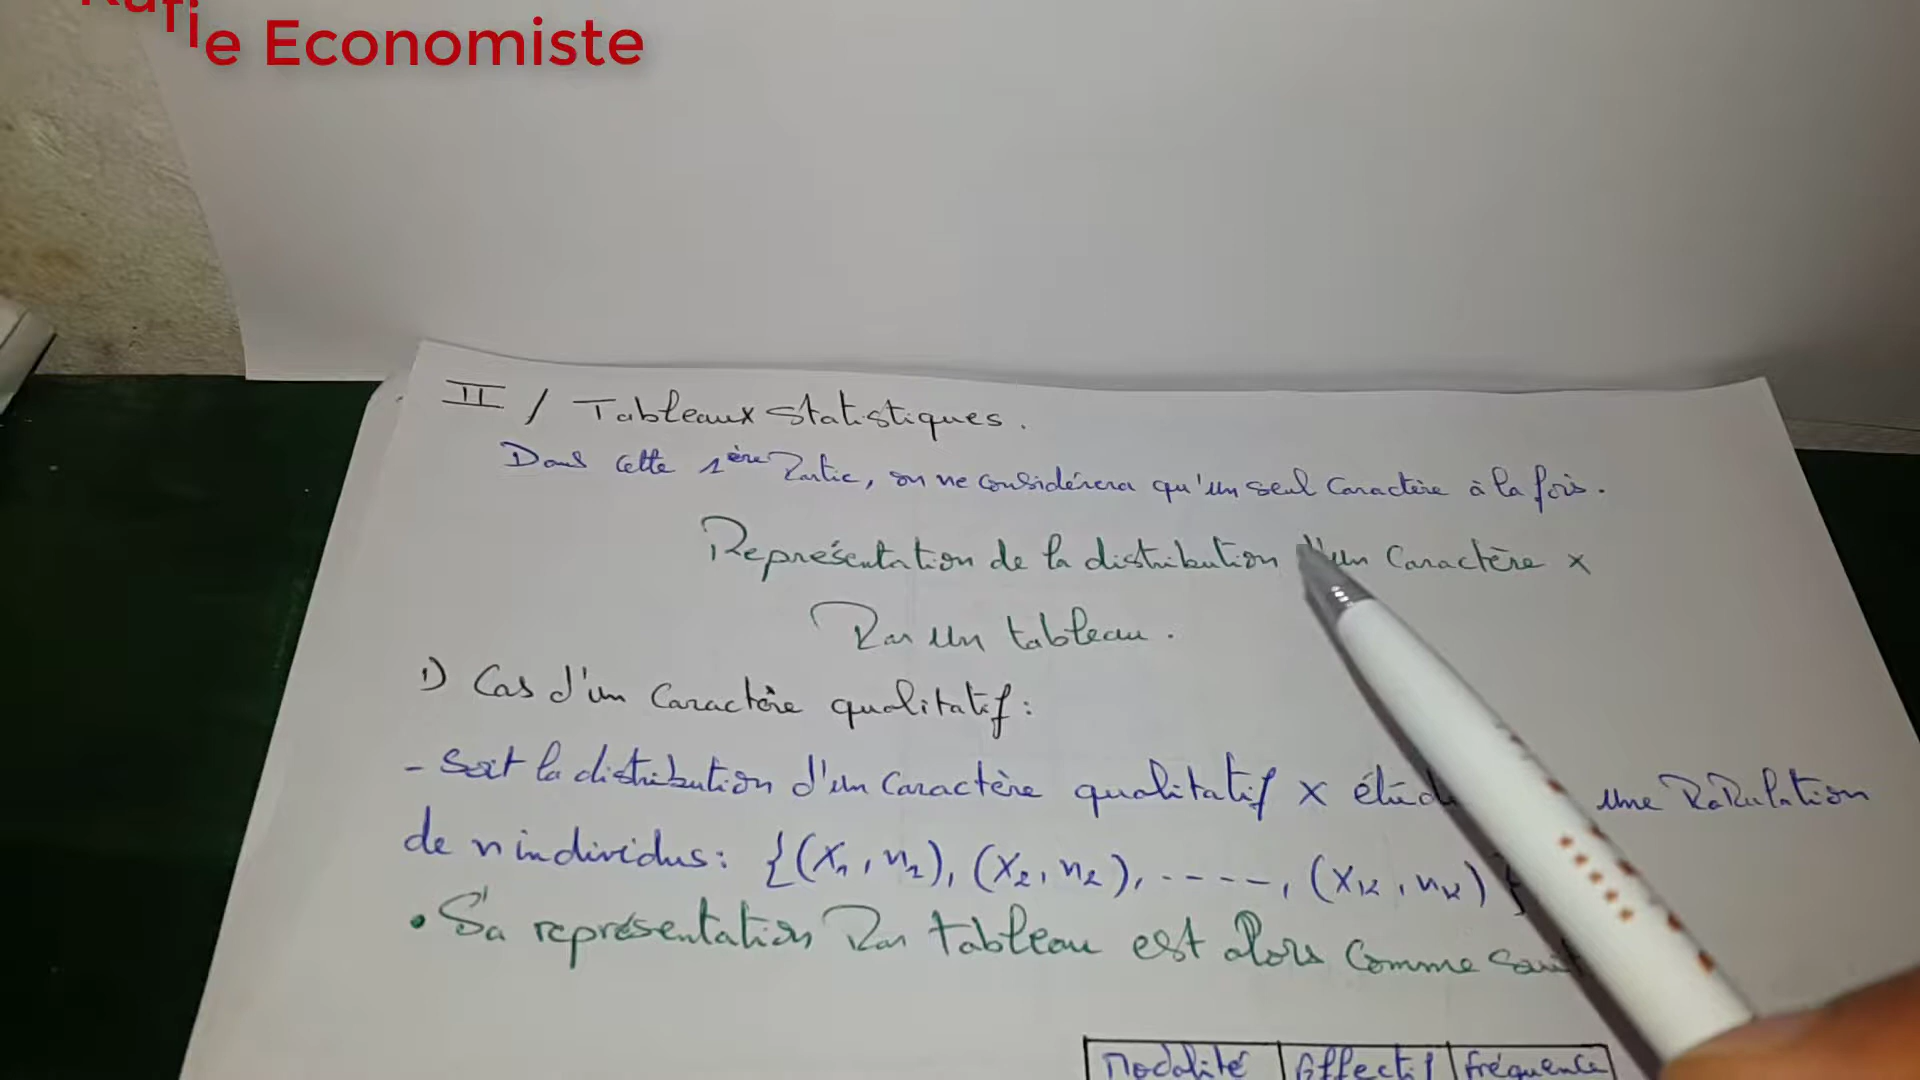 e Economiste
II / Tableaux statistiques.
Dans cette 1ère Partie, on ne considérera qu'un seul Caractère à la fois.
Représentation de la distribution d'un Caractère x
Par un tableau.
1) Cas d'un Caractère qualitatif :
- Soit la distribution d'un Caractère qualitatif X une Population
de n individus : {(X₁, n₁), (X₂, n₂), ----, (XK, nK)}
• Sa représentation Par tableau est alors Comme suit
Modalité Effectif fréquence